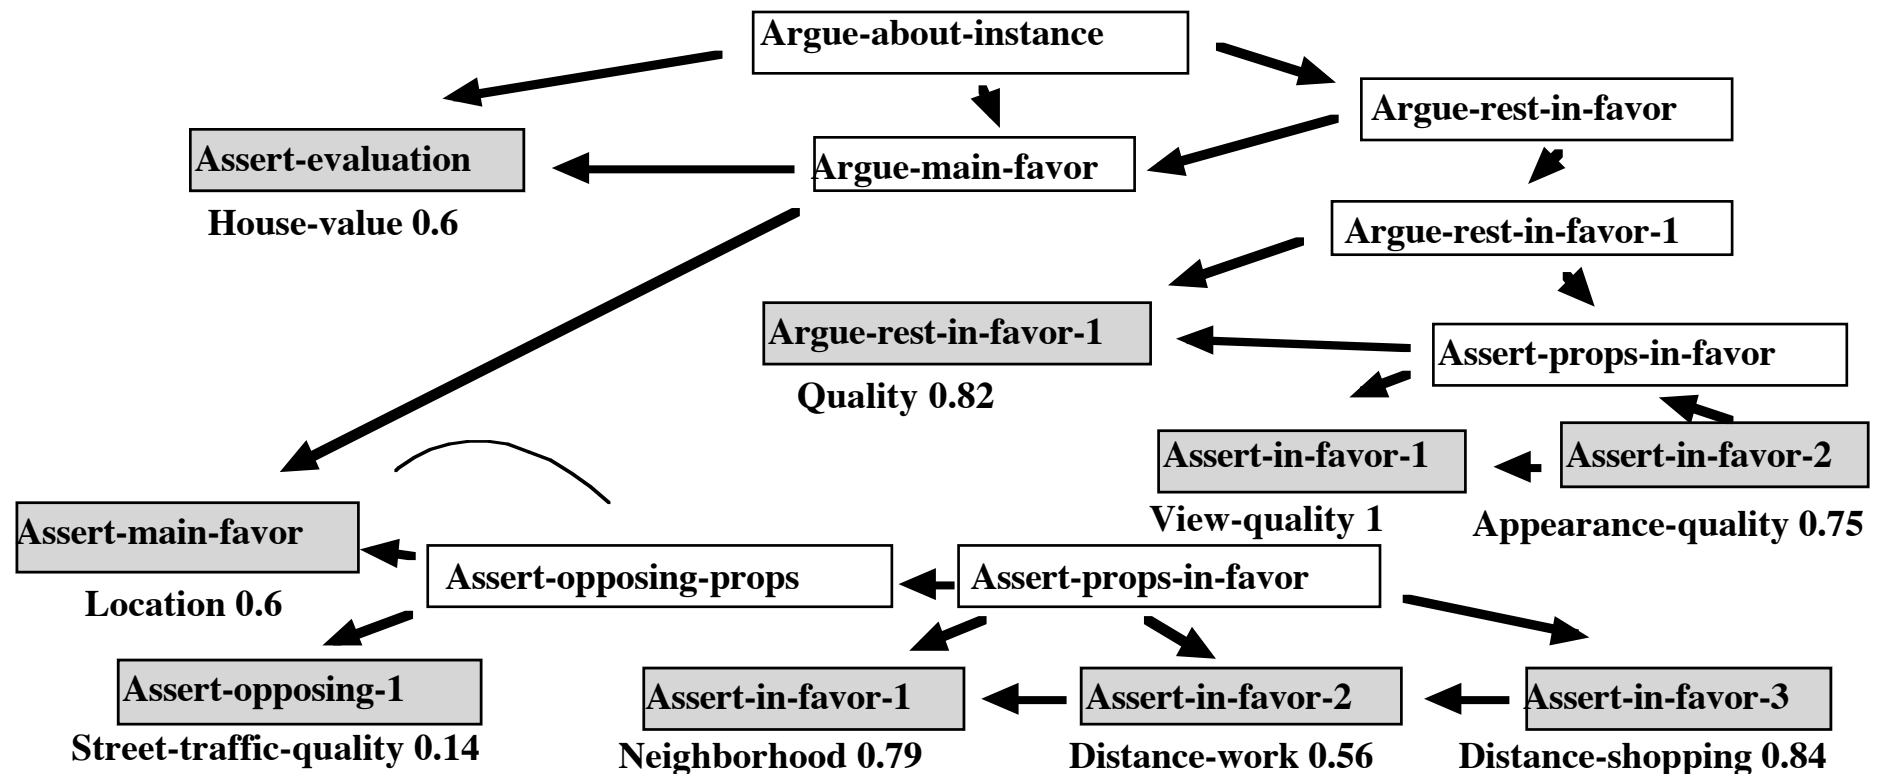 Argue-about-instance
Argue-rest-in-favor
Assert-evaluation
Argue-main-favor
House-value 0.6
Argue-rest-in-favor-1
Argue-rest-in-favor-1
Assert-props-in-favor
Quality 0.82
Assert-in-favor-1
Assert-in-favor-2
View-quality 1
Appearance-quality 0.75
Assert-main-favor
Assert-opposing-props
Assert-props-in-favor
Location 0.6
Assert-opposing-1
Assert-in-favor-1
Assert-in-favor-2
Assert-in-favor-3
Street-traffic-quality 0.14
Neighborhood 0.79
Distance-work 0.56
Distance-shopping 0.84